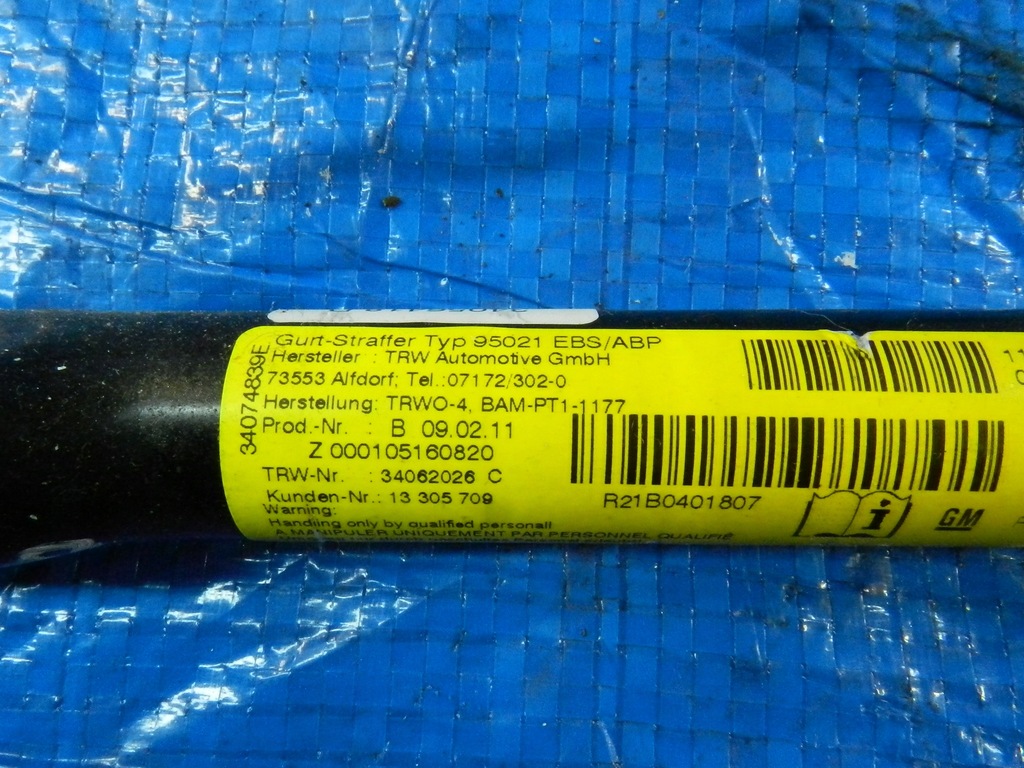 Gurt-Straffer Typ 95021 EBS/ABP
Hersteller : TRW Automotive GmbH
73553 Alfdorf; Tel.:07172/302-0
Herstellung: TRWO-4, BAM-PT1-1177
Prod.-Nr. : B 09.02.11
Z 000105160820
TRW-Nr. : 34062026 C
Kunden-Nr.: 13 305 709
Warning:
Handling only by qualified personall
A MANIPULER UNIQUEMENT PAR PERSONNEL QUALIFIÉ
34074839E
R21B0401807
i
GM